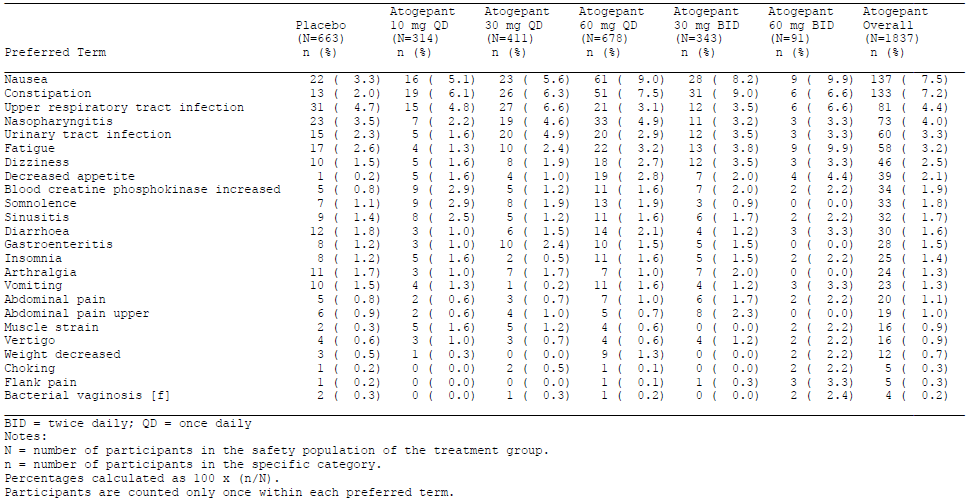 Placebo Atogepant Atogepant Atogepant Atogepant Atogepant Atogepant
10 mg QD 30 mg QD 60 mg QD 30 mg BID 60 mg BID Overall
(N=663) (N=314) (N=411) (N=678) (N=343) (N=91) (N=1837)
Preferred Term n (%) n (%) n (%) n (%) n (%) n (%) n (%)
Nausea 22 ( 3.3) 16 ( 5.1) 23 ( 5.6) 61 ( 9.0) 28 ( 8.2) 9 ( 9.9) 137 ( 7.5)
Constipation 13 ( 2.0) 19 ( 6.1) 26 ( 6.3) 51 ( 7.5) 31 ( 9.0) 6 ( 6.6) 133 ( 7.2)
Upper respiratory tract infection 31 ( 4.7) 15 ( 4.8) 27 ( 6.6) 21 ( 3.1) 12 ( 3.5) 6 ( 6.6) 81 ( 4.4)
Nasopharyngitis 23 ( 3.5) 7 ( 2.2) 19 ( 4.6) 33 ( 4.9) 11 ( 3.2) 3 ( 3.3) 73 ( 4.0)
Urinary tract infection 15 ( 2.3) 5 ( 1.6) 20 ( 4.9) 20 ( 2.9) 12 ( 3.5) 3 ( 3.3) 60 ( 3.3)
Fatigue 17 ( 2.6) 4 ( 1.3) 10 ( 2.4) 22 ( 3.2) 13 ( 3.8) 9 ( 9.9) 58 ( 3.2)
Dizziness 10 ( 1.5) 5 ( 1.6) 8 ( 1.9) 18 ( 2.7) 12 ( 3.5) 3 ( 3.3) 46 ( 2.5)
Decreased appetite 1 ( 0.2) 5 ( 1.6) 4 ( 1.0) 19 ( 2.8) 7 ( 2.0) 4 ( 4.4) 39 ( 2.1)
Blood creatine phosphokinase increased 5 ( 0.8) 9 ( 2.9) 5 ( 1.2) 11 ( 1.6) 7 ( 2.0) 2 ( 2.2) 34 ( 1.9)
Somnolence 7 ( 1.1) 9 ( 2.9) 8 ( 1.9) 13 ( 1.9) 3 ( 0.9) 0 ( 0.0) 33 ( 1.8)
Sinusitis 9 ( 1.4) 8 ( 2.5) 5 ( 1.2) 11 ( 1.6) 6 ( 1.7) 2 ( 2.2) 32 ( 1.7)
Diarrhoea 12 ( 1.8) 3 ( 1.0) 6 ( 1.5) 14 ( 2.1) 4 ( 1.2) 3 ( 3.3) 30 ( 1.6)
Gastroenteritis 8 ( 1.2) 3 ( 1.0) 10 ( 2.4) 10 ( 1.5) 5 ( 1.5) 0 ( 0.0) 28 ( 1.5)
Insomnia 8 ( 1.2) 5 ( 1.6) 2 ( 0.5) 11 ( 1.6) 5 ( 1.5) 2 ( 2.2) 25 ( 1.4)
Arthralgia 11 ( 1.7) 3 ( 1.0) 7 ( 1.7) 7 ( 1.0) 7 ( 2.0) 0 ( 0.0) 24 ( 1.3)
Vomiting 10 ( 1.5) 4 ( 1.3) 1 ( 0.2) 11 ( 1.6) 4 ( 1.2) 3 ( 3.3) 23 ( 1.3)
Abdominal pain 5 ( 0.8) 2 ( 0.6) 3 ( 0.7) 7 ( 1.0) 6 ( 1.7) 2 ( 2.2) 20 ( 1.1)
Abdominal pain upper 6 ( 0.9) 2 ( 0.6) 4 ( 1.0) 5 ( 0.7) 8 ( 2.3) 0 ( 0.0) 19 ( 1.0)
Muscle strain 2 ( 0.3) 5 ( 1.6) 5 ( 1.2) 4 ( 0.6) 0 ( 0.0) 2 ( 2.2) 16 ( 0.9)
Vertigo 4 ( 0.6) 3 ( 1.0) 3 ( 0.7) 4 ( 0.6) 4 ( 1.2) 2 ( 2.2) 16 ( 0.9)
Weight decreased 3 ( 0.5) 1 ( 0.3) 0 ( 0.0) 9 ( 1.3) 0 ( 0.0) 2 ( 2.2) 12 ( 0.7)
Choking 1 ( 0.2) 0 ( 0.0) 2 ( 0.5) 1 ( 0.1) 0 ( 0.0) 2 ( 2.2) 5 ( 0.3)
Flank pain 1 ( 0.2) 0 ( 0.0) 0 ( 0.0) 1 ( 0.1) 1 ( 0.3) 3 ( 3.3) 5 ( 0.3)
Bacterial vaginosis [f] 2 ( 0.3) 0 ( 0.0) 1 ( 0.3) 1 ( 0.2) 0 ( 0.0) 2 ( 2.4) 4 ( 0.2)
BID = twice daily; QD = once daily
Notes:
N = number of participants in the safety population of the treatment group.
n = number of participants in the specific category.
Percentages calculated as 100 x (n/N).
Participants are counted only once within each preferred term.